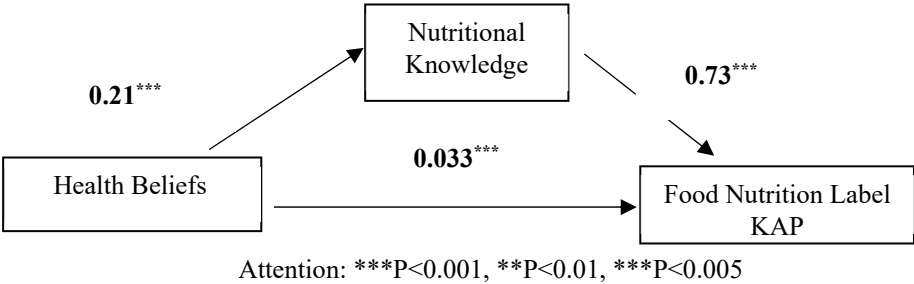 Nutritional
Knowledge
0.21***
0.73***
0.033***
Health Beliefs
Food Nutrition Label
KAP
Attention: ***P<0.001, **P<0.01, ***P<0.005